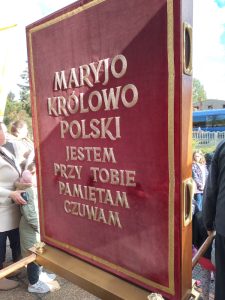 MARYJO
KRÓLOWO
POLSKI
JESTEM
PRZY TOBIE
PAMIĘTAM
CZUWAM